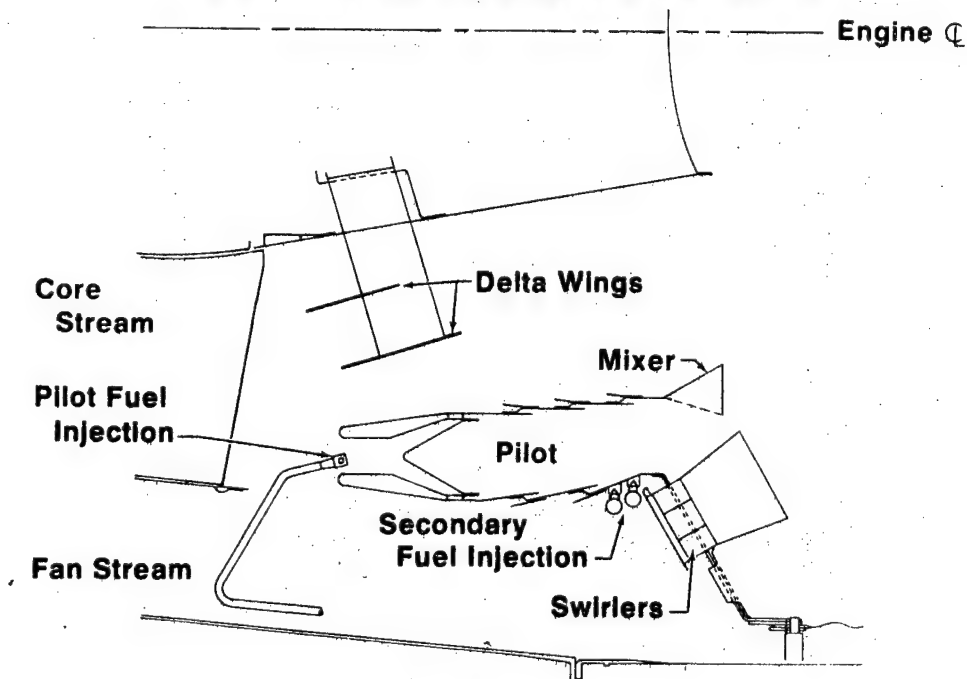 Engine ℄
Core
Stream
Delta Wings
Mixer
Pilot Fuel
Injection
Pilot
Secondary
Fuel Injection
Fan Stream
Swirlers